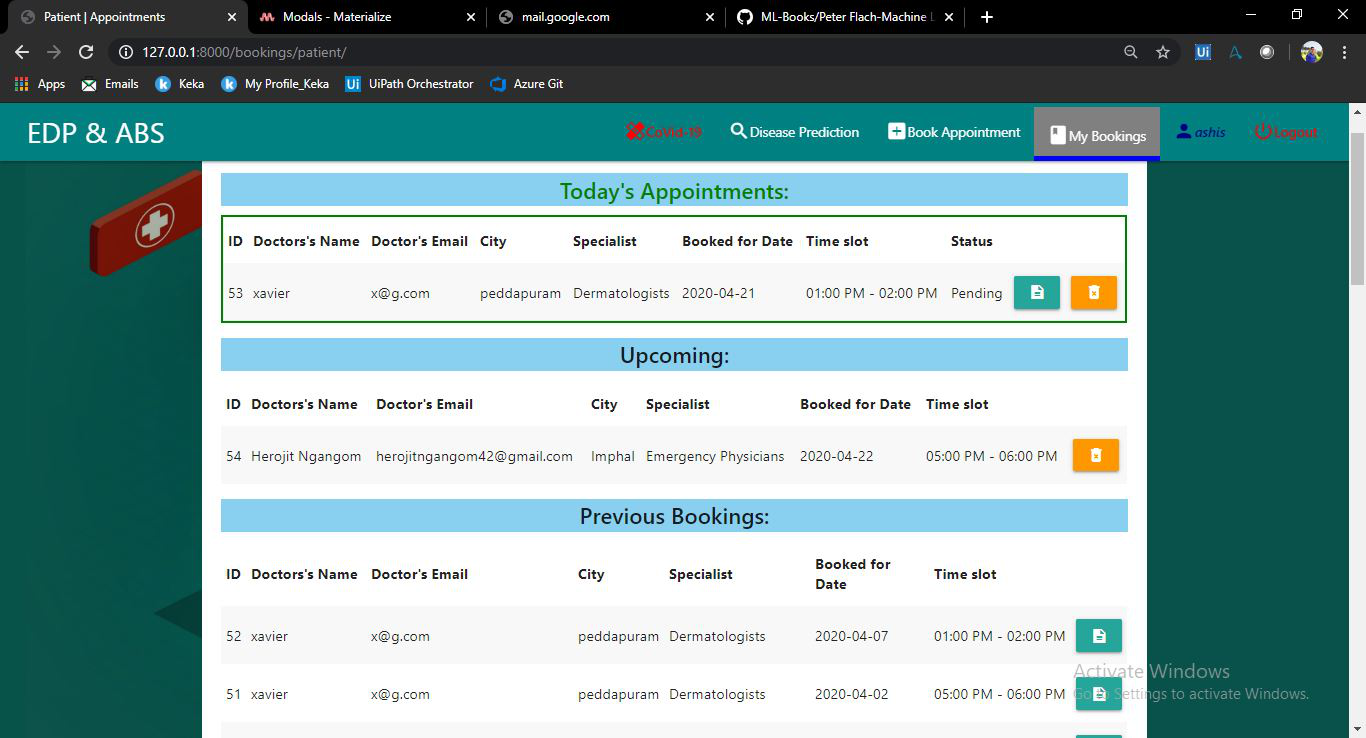 Patient | Appointments
Modals - Materialize
mail.google.com
ML-Books/Peter Flach-Machine L
127.0.0.1:8000/bookings/patient/
Ui
Apps
Emails
k
Keka
k
My Profile_Keka
Ui
UiPath Orchestrator
Azure Git
EDP & ABS
CoVid-19
Disease Prediction
Book Appointment
My Bookings
ashis
Logout
Today's Appointments:
ID Doctors's Name Doctor's Email City Specialist Booked for Date Time slot Status
53 xavier x@g.com peddapuram Dermatologists 2020-04-21 01:00 PM - 02:00 PM Pending
Upcoming:
ID Doctors's Name Doctor's Email City Specialist Booked for Date Time slot
54 Herojit Ngangom herojitngangom42@gmail.com Imphal Emergency Physicians 2020-04-22 05:00 PM - 06:00 PM
Previous Bookings:
ID Doctors's Name Doctor's Email City Specialist Booked for Date Time slot
52 xavier x@g.com peddapuram Dermatologists 2020-04-07 01:00 PM - 02:00 PM
51 xavier x@g.com peddapuram Dermatologists 2020-04-02 05:00 PM - 06:00 PM
Activate Windows
Go to Settings to activate Windows.